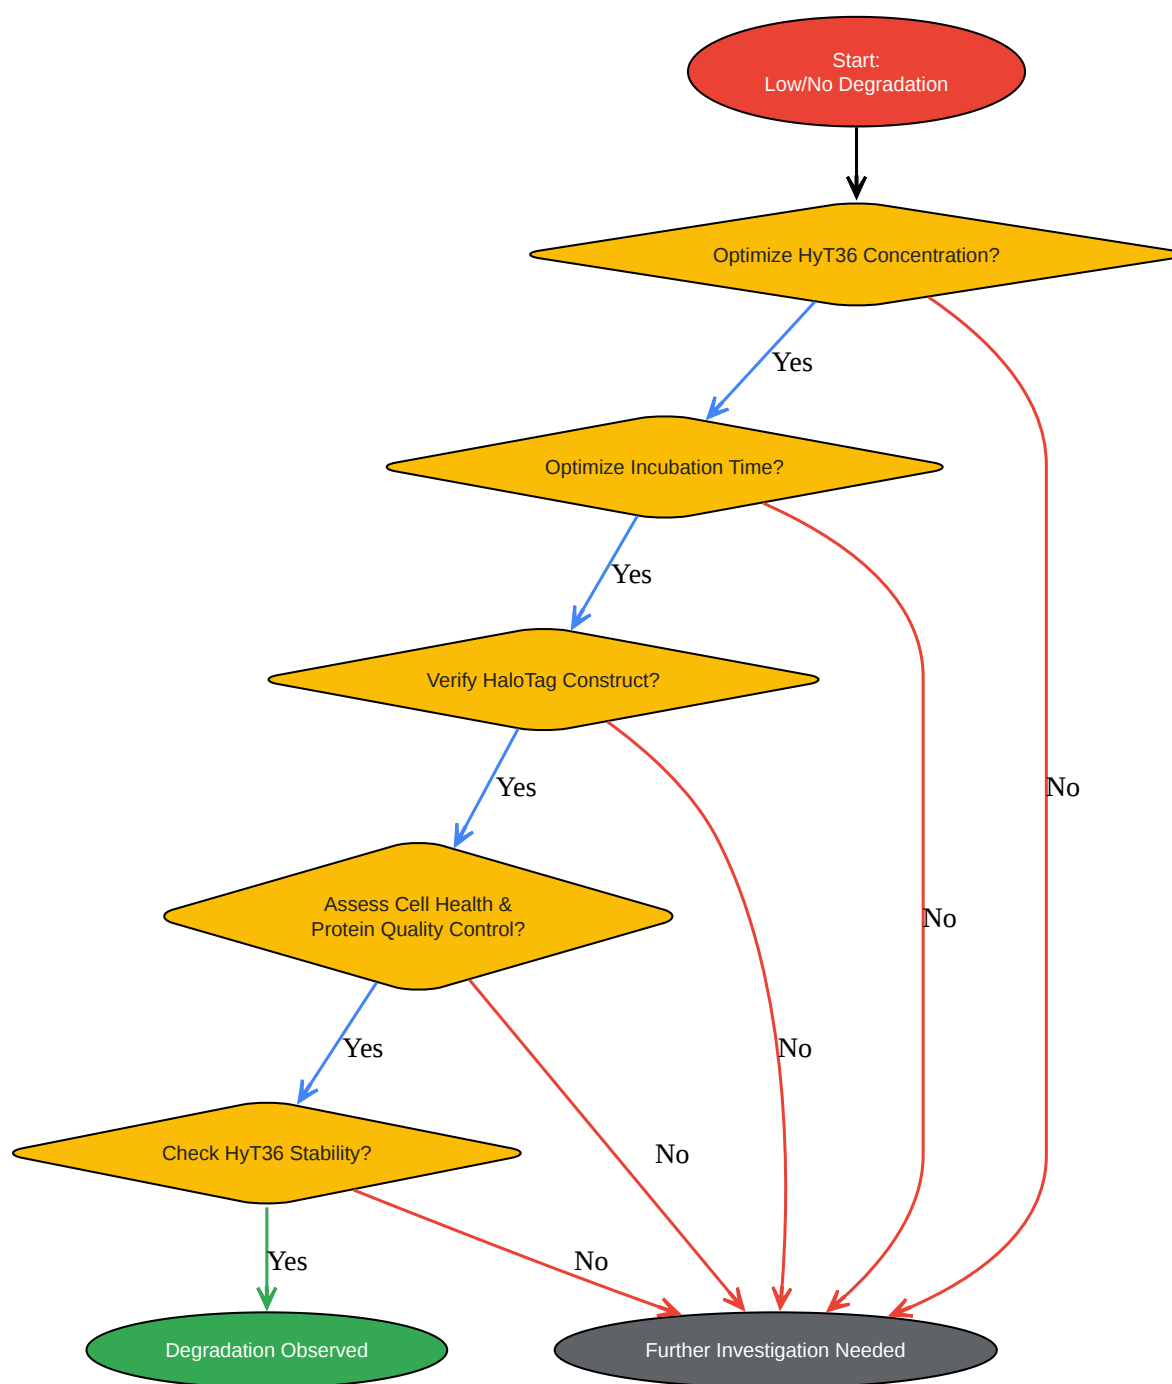 Start:
Low/No Degradation
Optimize HyT36 Concentration?
Yes
Optimize Incubation Time?
Yes
Verify HaloTag Construct?
Yes
No
Assess Cell Health &
Protein Quality Control?
No
Yes
No
Check HyT36 Stability?
No
Yes
No
Degradation Observed
Further Investigation Needed